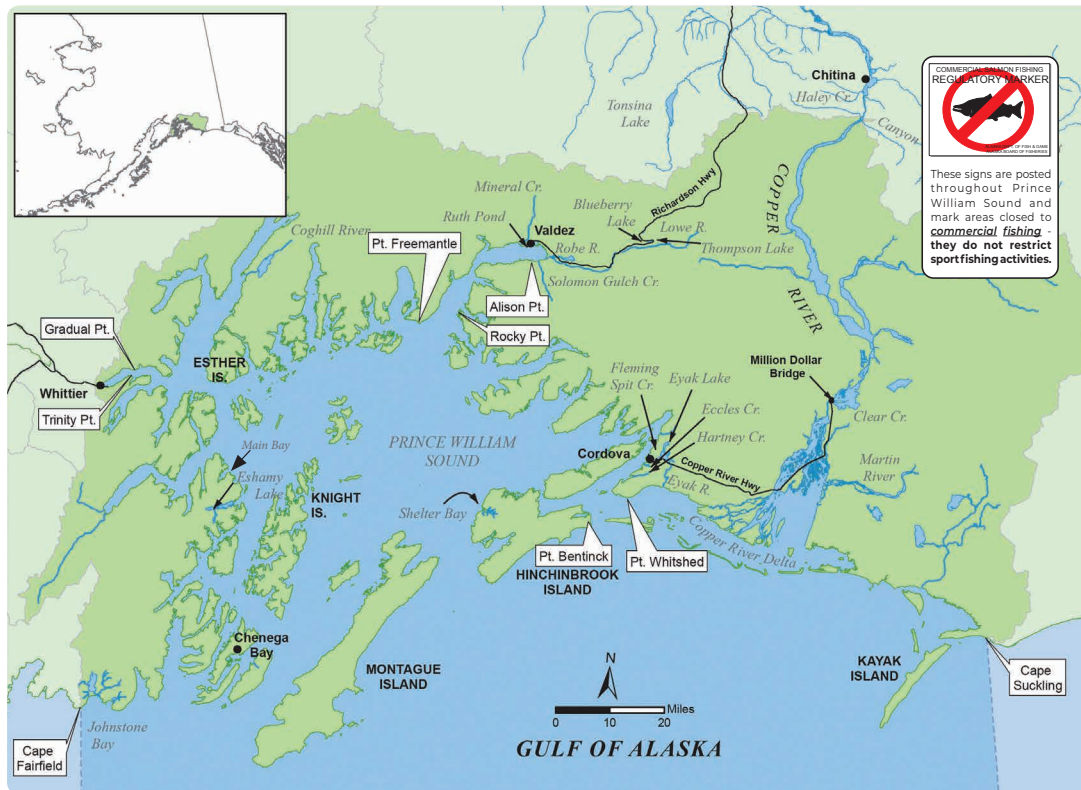 COMMERCIAL SALMON FISHING
REGULATORY MARKER
These signs are posted
throughout Prince
William Sound and
mark areas closed to
commercial fishing -
they do not restrict
sport fishing activities.
Chitina
Haley Cr.
Canyon
Tonsina
Lake
COPPER
RIVER
Richardson Hwy
Mineral Cr.
Ruth Pond
Valdez
Blueberry
Lake
Lowe R.
Robe R.
Thompson Lake
Solomon Gulch Cr.
Coghill River
Pt. Freemantle
Alison Pt.
Rocky Pt.
Gradual Pt.
Whittier
Trinity Pt.
ESTHER
IS.
Million Dollar
Bridge
Clear Cr.
Fleming
Spit Cr.
Eyak Lake
Eccles Cr.
Hartney Cr.
PRINCE WILLIAM
SOUND
Cordova
Copper River Hwy
Eyak R.
Martin
River
Main Bay
Eshamy
Lake
KNIGHT
IS.
Shelter Bay
Copper River Delta
Pt. Bentinck
Pt. Whitshed
HINCHINBROOK
ISLAND
Chenega
Bay
MONTAGUE
ISLAND
KAYAK
ISLAND
Cape
Suckling
Johnstone
Bay
Cape
Fairfield
N
Miles
0 10 20
GULF OF ALASKA